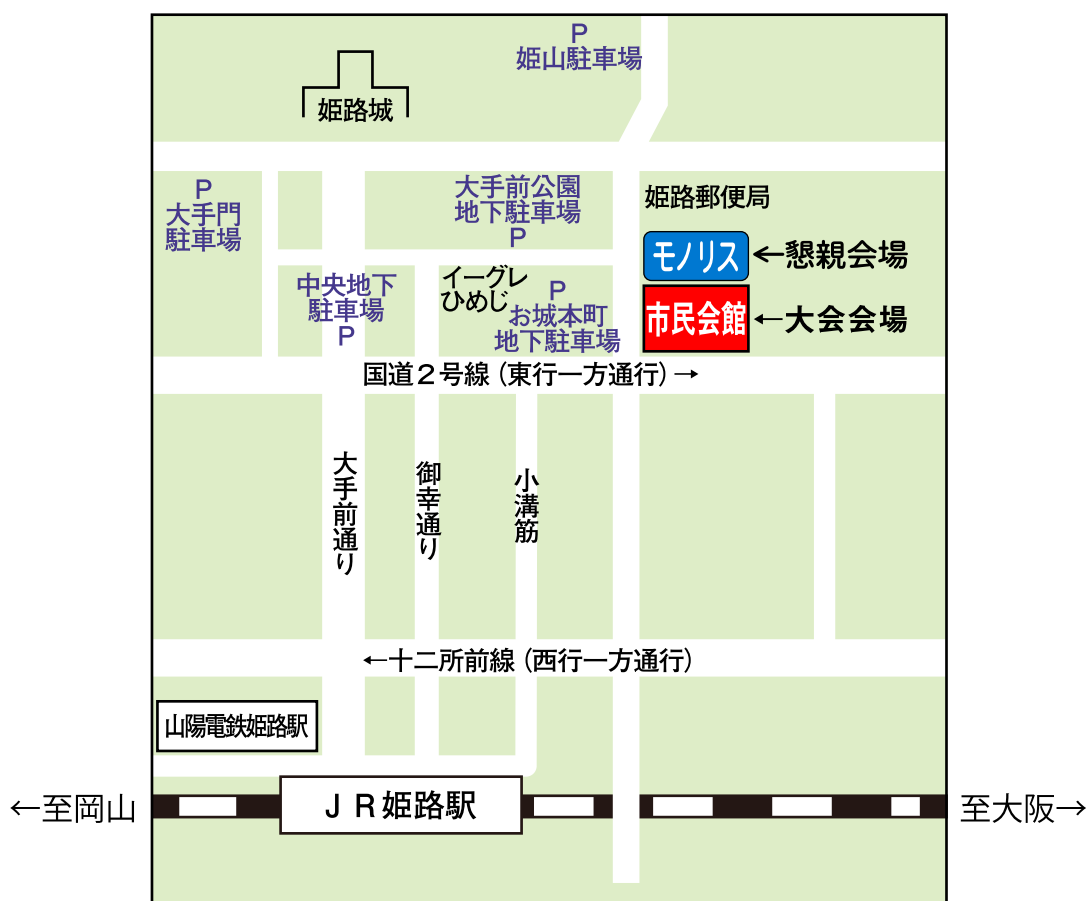 P
姫山駐車場
姫路城
P
大手門
駐車場
大手前公園
地下駐車場
P
姫路郵便局
モノリス
←懇親会場
中央地下
駐車場
P
イーグレ
ひめじ
P
お城本町
地下駐車場
市民会館
←大会会場
国道2号線（東行一方通行）→
大手前通り
御幸通り
小溝筋
←十二所前線（西行一方通行）
山陽電鉄姫路駅
←至岡山
ＪＲ姫路駅
至大阪→